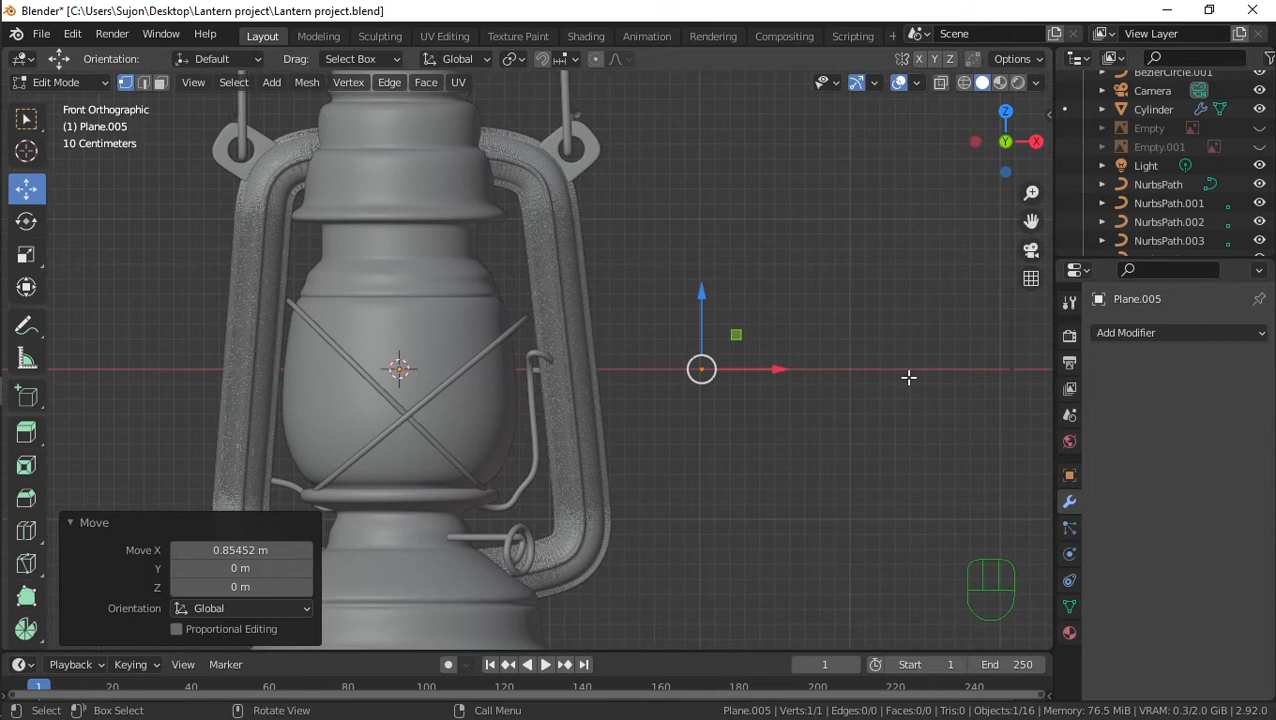 Blender* [C:\Users\Sujon\Desktop\Lantern project\Lantern project.blend]
File Edit Render Window Help Layout Modeling Sculpting UV Editing Texture Paint Shading Animation Rendering Compositing Scripting + Scene View Layer
Orientation: Default Drag: Select Box Global X Y Z Options
Edit Mode View Select Add Mesh Vertex Edge Face UV
Front Orthographic
(1) Plane.005
10 Centimeters
Z
Y
X
BezierCircle.001
Camera
Cylinder
Empty
Empty.001
Light
NurbsPath
NurbsPath.001
NurbsPath.002
NurbsPath.003
Plane.005
Add Modifier
Move
Move X 0.85452 m
Y 0 m
Z 0 m
Orientation Global
Proportional Editing
Playback Keying View Marker 1 Start 1 End 250
1 20 40 60 80 100 120 140 160 180 200 220 240
Select Box Select Rotate View Call Menu Plane.005 | Verts:1/1 | Edges:0/0 | Faces:0/0 | Tris:0 | Objects:1/16 | Memory: 76.5 MiB | VRAM: 0.3/2.0 GiB | 2.92.0